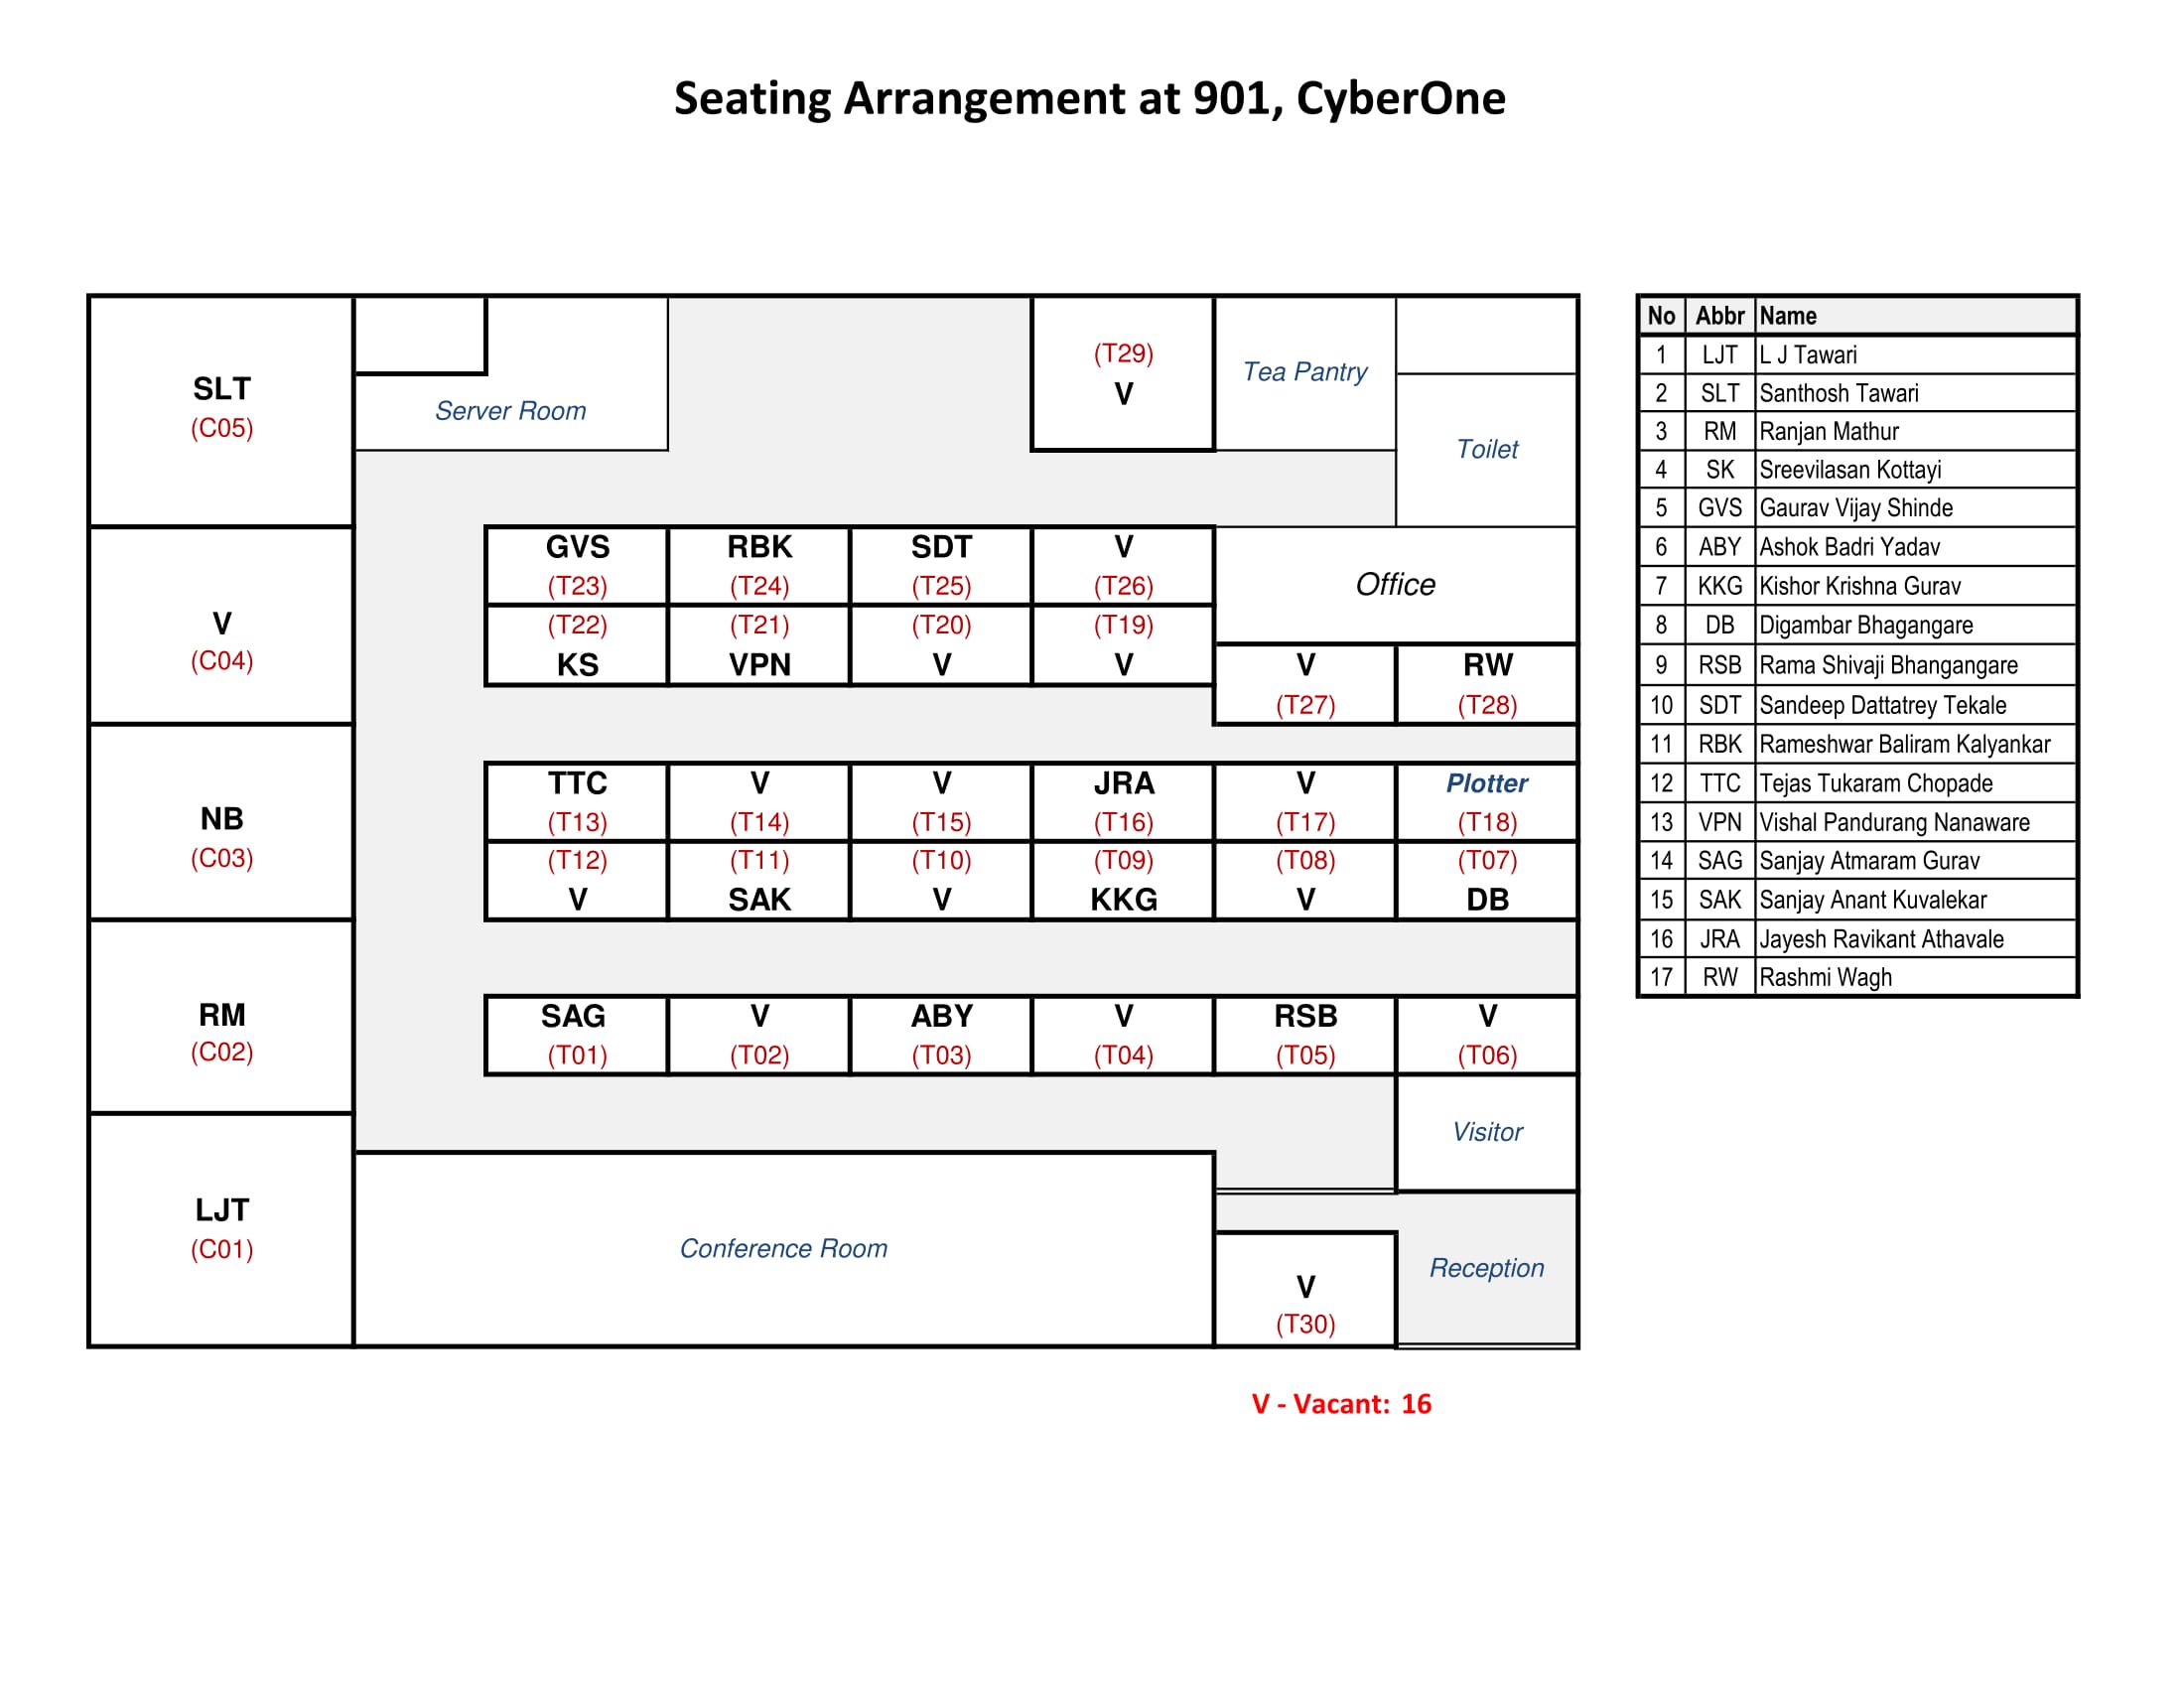 Seating Arrangement at 901, CyberOne
SLT
(C05)
Server Room
(T29)
V
Tea Pantry
Toilet
V
(C04)
GVS RBK SDT V
(T23) (T24) (T25) (T26)
(T22) (T21) (T20) (T19)
KS VPN V V
Office
V RW
(T27) (T28)
NB
(C03)
TTC V V JRA V Plotter
(T13) (T14) (T15) (T16) (T17) (T18)
(T12) (T11) (T10) (T09) (T08) (T07)
V SAK V KKG V DB
RM
(C02)
SAG V ABY V RSB V
(T01) (T02) (T03) (T04) (T05) (T06)
Visitor
LJT
(C01)
Conference Room
Reception
V
(T30)
No Abbr Name
1 LJT L J Tawari
2 SLT Santhosh Tawari
3 RM Ranjan Mathur
4 SK Sreevilasan Kottayi
5 GVS Gaurav Vijay Shinde
6 ABY Ashok Badri Yadav
7 KKG Kishor Krishna Gurav
8 DB Digambar Bhagangare
9 RSB Rama Shivaji Bhangangare
10 SDT Sandeep Dattatrey Tekale
11 RBK Rameshwar Baliram Kalyankar
12 TTC Tejas Tukaram Chopade
13 VPN Vishal Pandurang Nanaware
14 SAG Sanjay Atmaram Gurav
15 SAK Sanjay Anant Kuvalekar
16 JRA Jayesh Ravikant Athavale
17 RW Rashmi Wagh
V - Vacant: 16